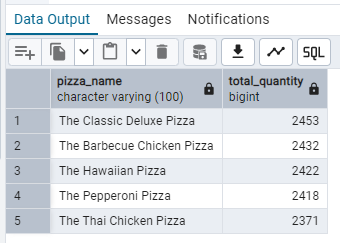 Data Output Messages Notifications
SQL
pizza_name total_quantity
character varying (100) bigint
1 The Classic Deluxe Pizza 2453
2 The Barbecue Chicken Pizza 2432
3 The Hawaiian Pizza 2422
4 The Pepperoni Pizza 2418
5 The Thai Chicken Pizza 2371